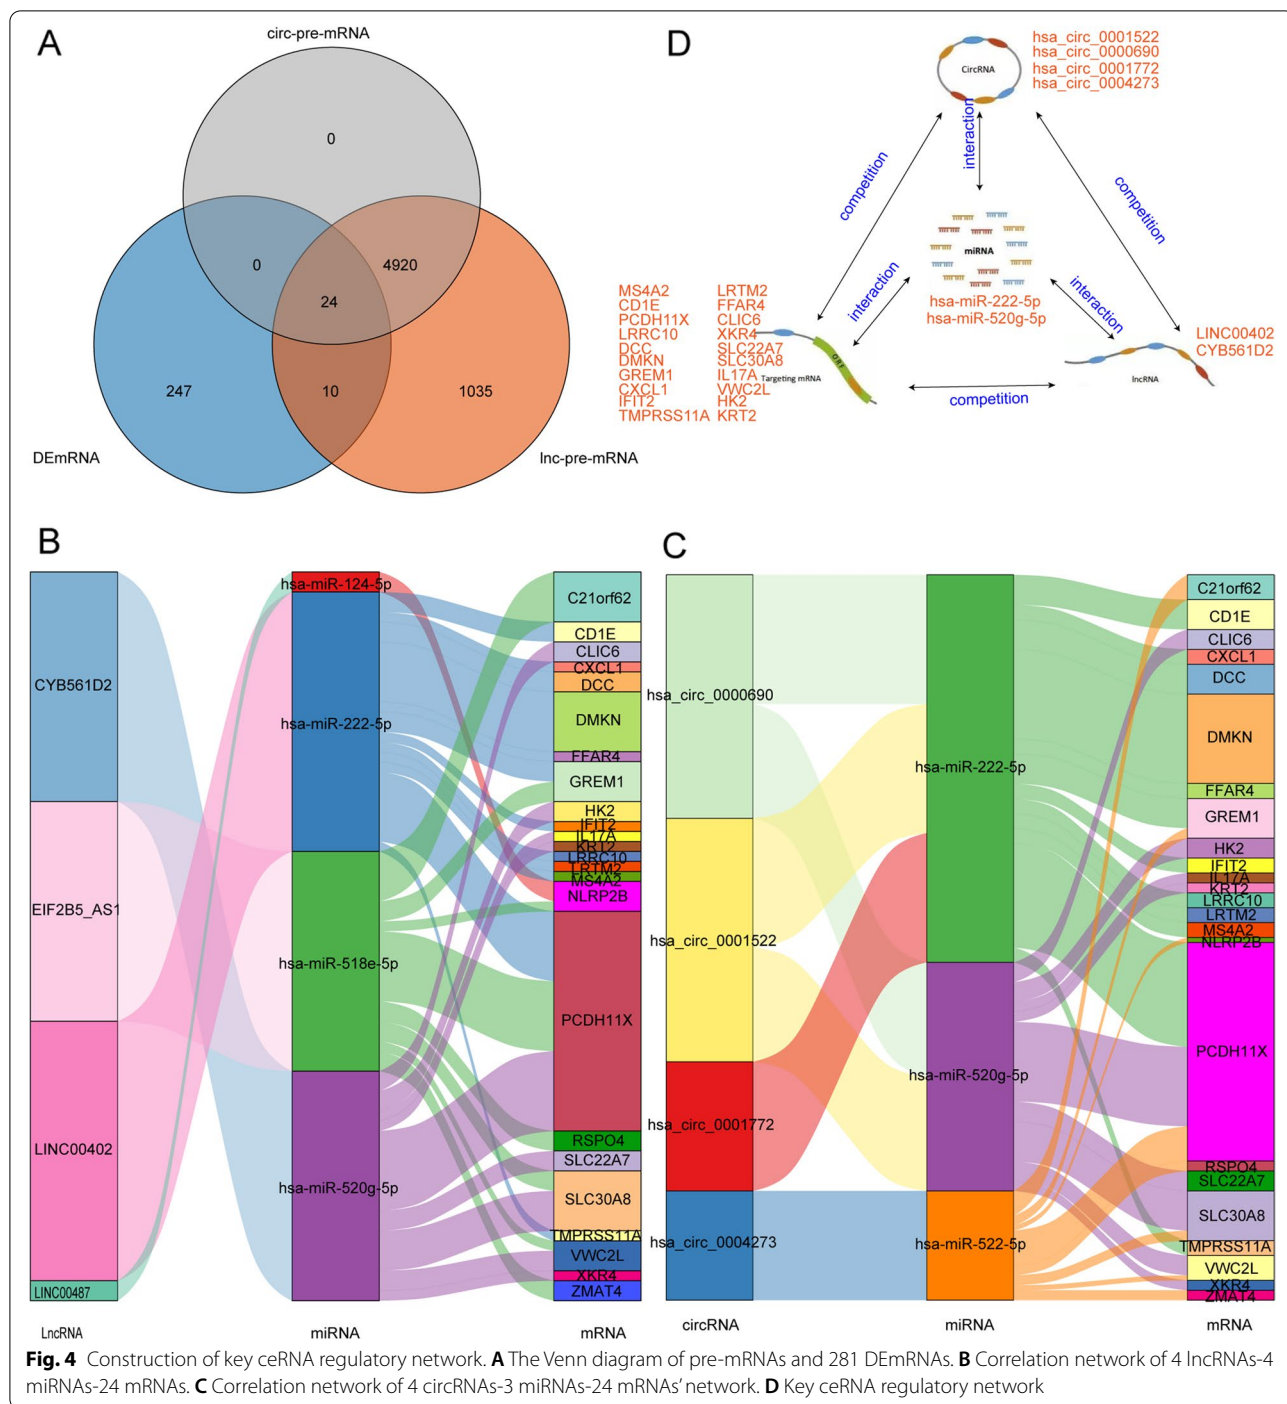 A
circ-pre-mRNA
0
0
4920
24
247
10
1035
DEmRNA
lnc-pre-mRNA
D
hsa_circ_0001522
hsa_circ_0000690
hsa_circ_0001772
hsa_circ_0004273
CircRNA
interaction
competition
competition
miRNA
hsa-miR-222-5p
hsa-miR-520g-5p
interaction
interaction
MS4A2 LRTM2
CD1E FFAR4
PCDH11X CLIC6
LRRC10 XKR4
DCC SLC22A7
DMKN SLC30A8
GREM1 IL17A
CXCL1 VWC2L
IFIT2 HK2
TMPRSS11A KRT2
ORF
Targeting mRNA
LINC00402
CYB561D2
lncRNA
competition
B
CYB561D2
EIF2B5_AS1
LINC00402
LINC00487
hsa-miR-124-5p
hsa-miR-222-5p
hsa-miR-518e-5p
hsa-miR-520g-5p
C21orf62
CD1E
CLIC6
CXCL1
DCC
DMKN
FFAR4
GREM1
HK2
IFIT2
IL17A
KRT2
LRRC10
LRTM2
MS4A2
NLRP2B
PCDH11X
RSPO4
SLC22A7
SLC30A8
TMPRSS11A
VWC2L
XKR4
ZMAT4
LncRNA
miRNA
mRNA
C
hsa_circ_0000690
hsa_circ_0001522
hsa_circ_0001772
hsa_circ_0004273
hsa-miR-222-5p
hsa-miR-520g-5p
hsa-miR-522-5p
C21orf62
CD1E
CLIC6
CXCL1
DCC
DMKN
FFAR4
GREM1
HK2
IFIT2
IL17A
KRT2
LRRC10
LRTM2
MS4A2
NLRP2B
PCDH11X
RSPO4
SLC22A7
SLC30A8
TMPRSS11A
VWC2L
XKR4
ZMAT4
circRNA
miRNA
mRNA
Fig. 4 Construction of key ceRNA regulatory network. A The Venn diagram of pre-mRNAs and 281 DEmRNAs. B Correlation network of 4 lncRNAs-4
miRNAs-24 mRNAs. C Correlation network of 4 circRNAs-3 miRNAs-24 mRNAs' network. D Key ceRNA regulatory network